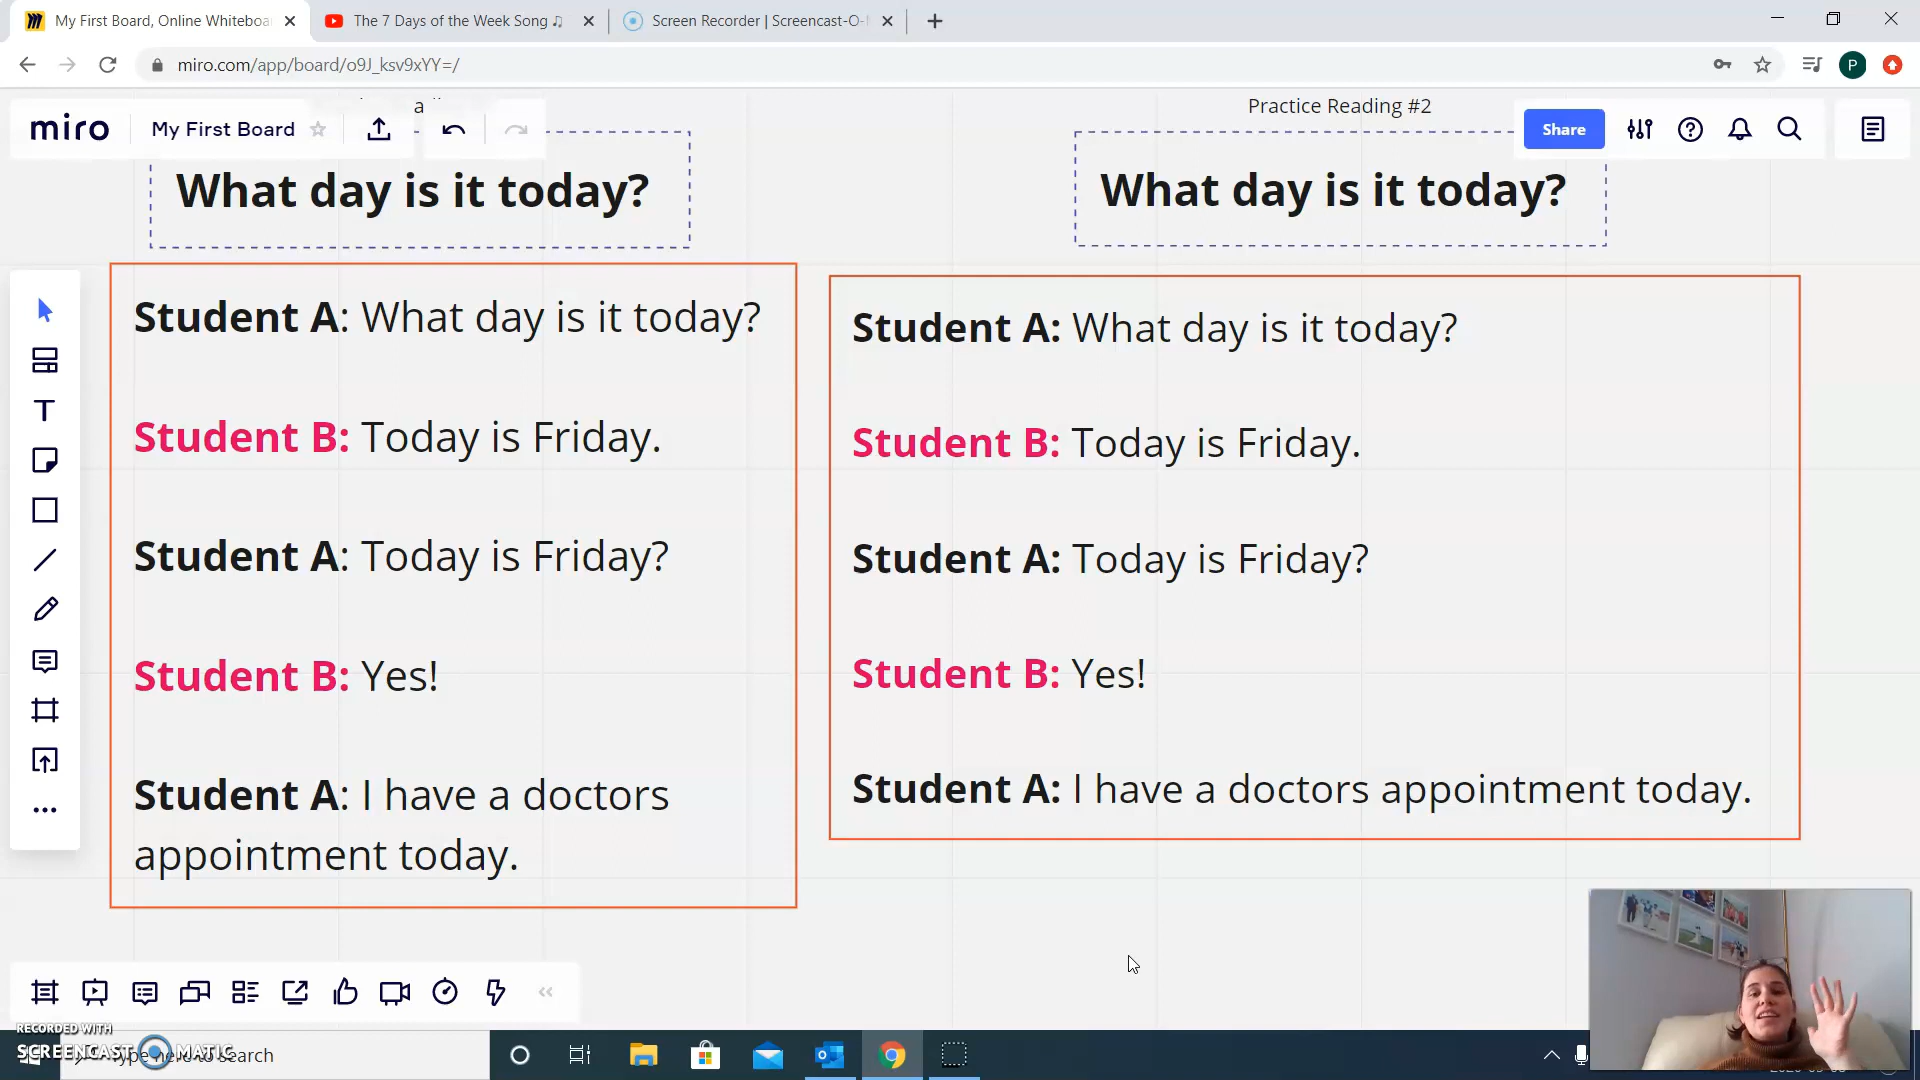 My First Board, Online Whiteboa
The 7 Days of the Week Song ♫
Screen Recorder | Screencast-O-
miro.com/app/board/o9J_ksv9xYY=/
P
miro
My First Board
Share
Practice Reading #2
What day is it today?
Student A: What day is it today?
Student B: Today is Friday.
Student A: Today is Friday?
Student B: Yes!
Student A: I have a doctors
appointment today.
What day is it today?
Student A: What day is it today?
Student B: Today is Friday.
Student A: Today is Friday?
Student B: Yes!
Student A: I have a doctors appointment today.
RECORDED WITH
SCREENCAST MATIC
Type here to search